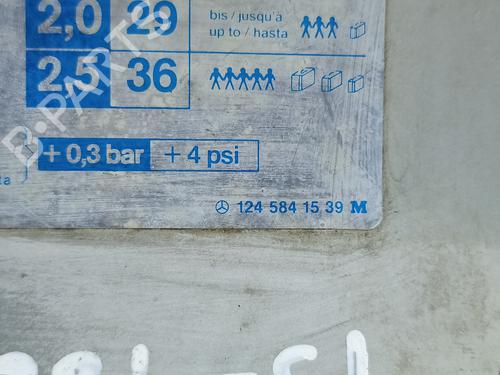 2,0 29 bis / jusqu'à
up to / hasta
2,5 36
+ 0,3 bar + 4 psi
124 584 15 39 M
B-PARTS